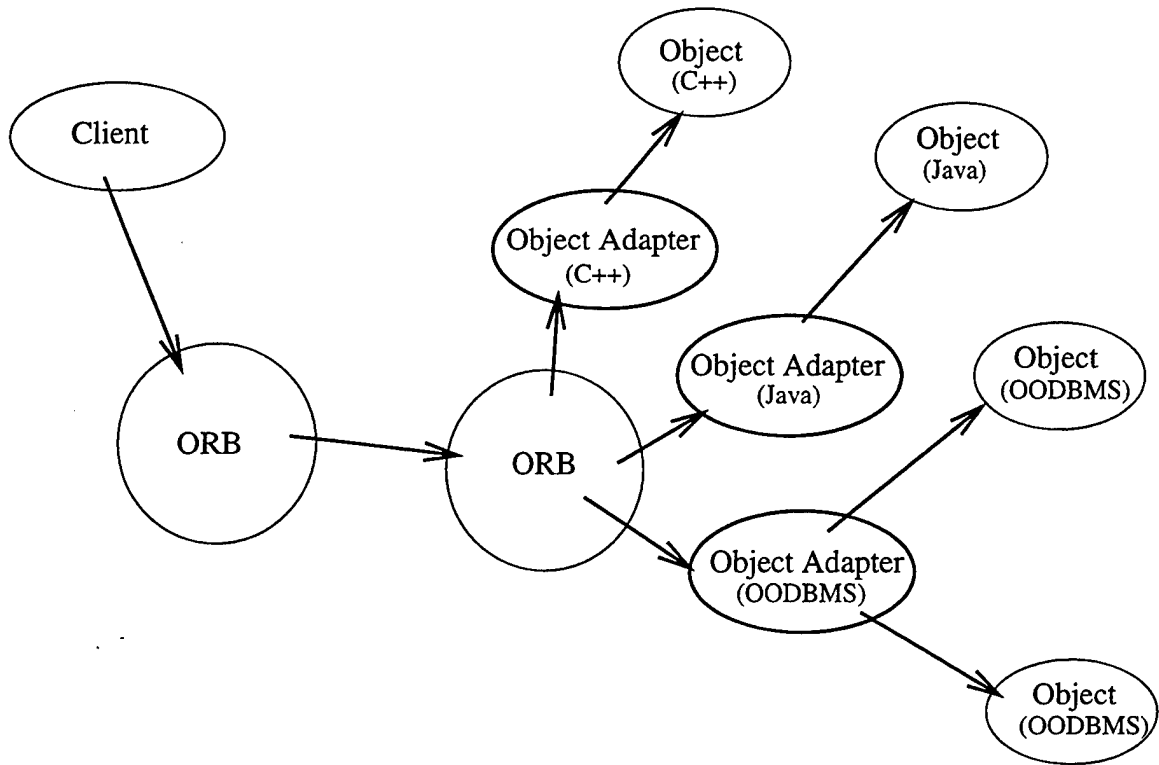 Object
(C++)
Client
Object
(Java)
Object Adapter
(C++)
Object Adapter
(Java)
Object
(OODBMS)
ORB
ORB
Object Adapter
(OODBMS)
Object
(OODBMS)